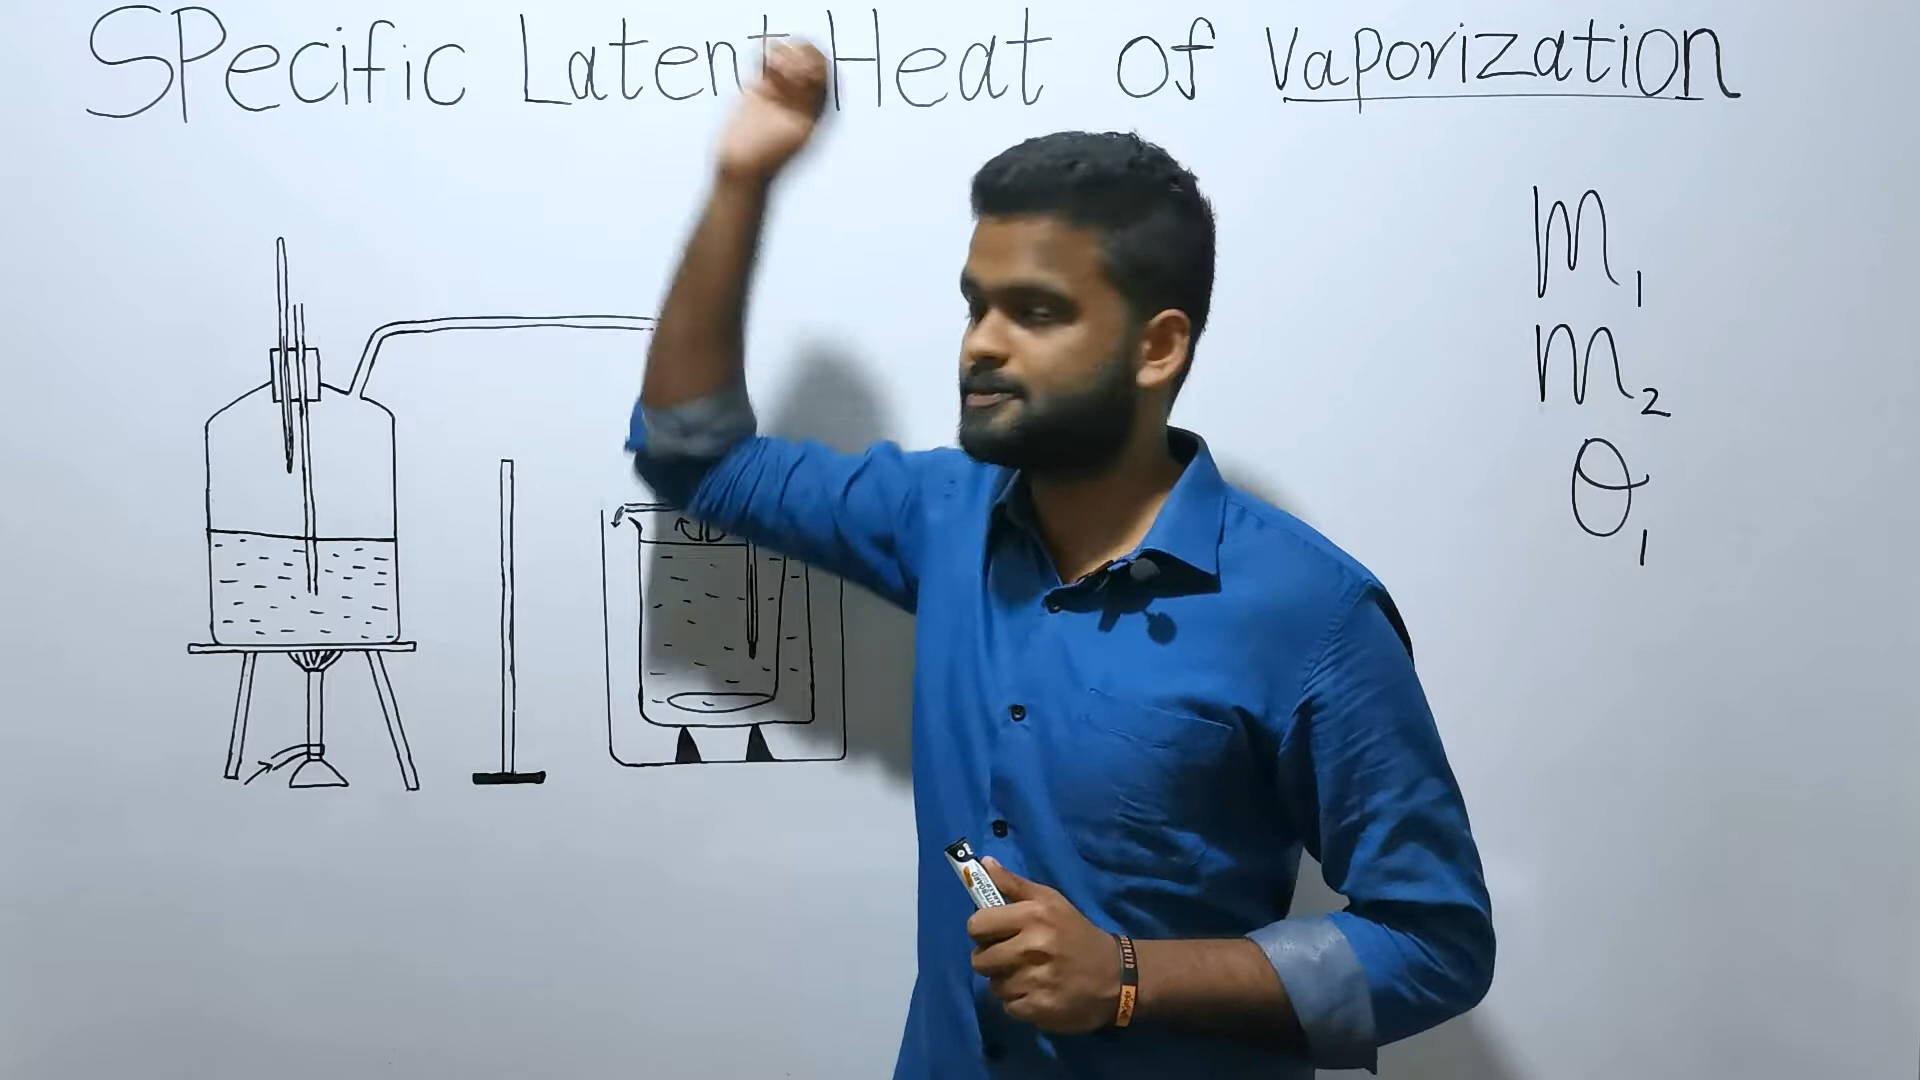 Specific Latent Heat of Vaporization
m₁
m₂
θ₁